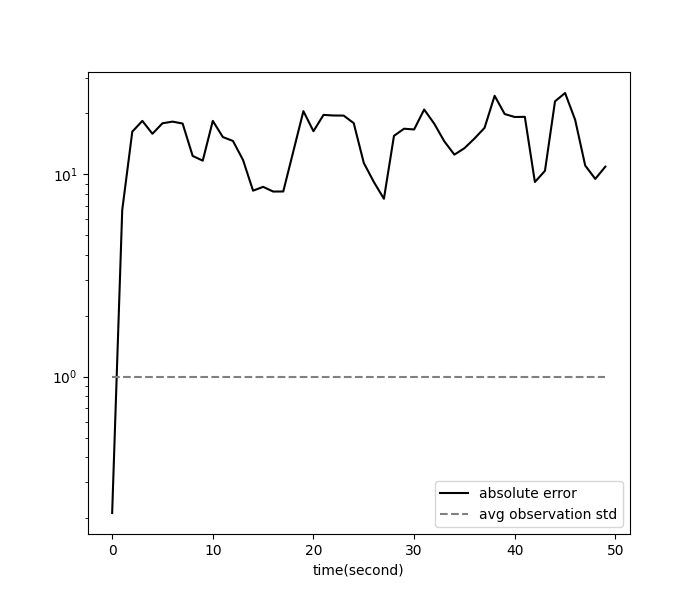 10¹
10⁰
absolute error
avg observation std
0 10 20 30 40 50
time(second)